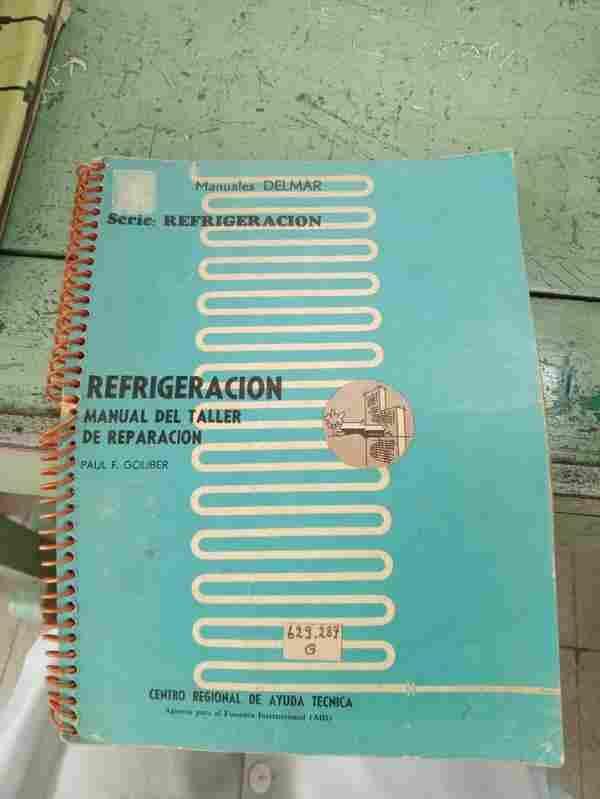 Manuales DELMAR
Serie: REFRIGERACION
REFRIGERACION
MANUAL DEL TALLER
DE REPARACION
PAUL F. GOLIBER
629.287
G
CENTRO REGIONAL DE AYUDA TECNICA
Agencia para el Fomento Internacional (AID)